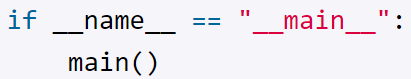 if __name__ == "__main__":
    main()